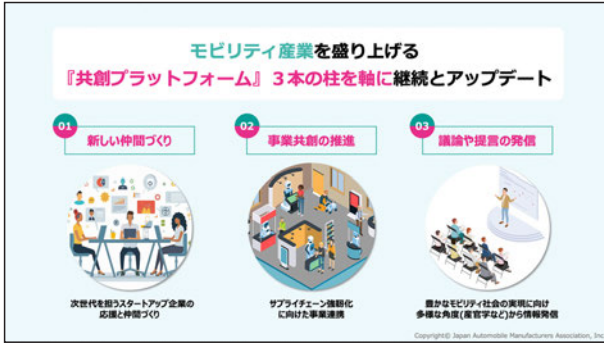 モビリティ産業を盛り上げる
『共創プラットフォーム』３本の柱を軸に継続とアップデート
01
新しい仲間づくり
02
事業共創の推進
03
議論や提言の発信
次世代を担うスタートアップ企業の
応援と仲間づくり
サプライチェーン強靭化
に向けた事業連携
豊かなモビリティ社会の実現に向け
多様な角度(産官学など)から情報発信
Copyright© Japan Automobile Manufacturers Association, Inc